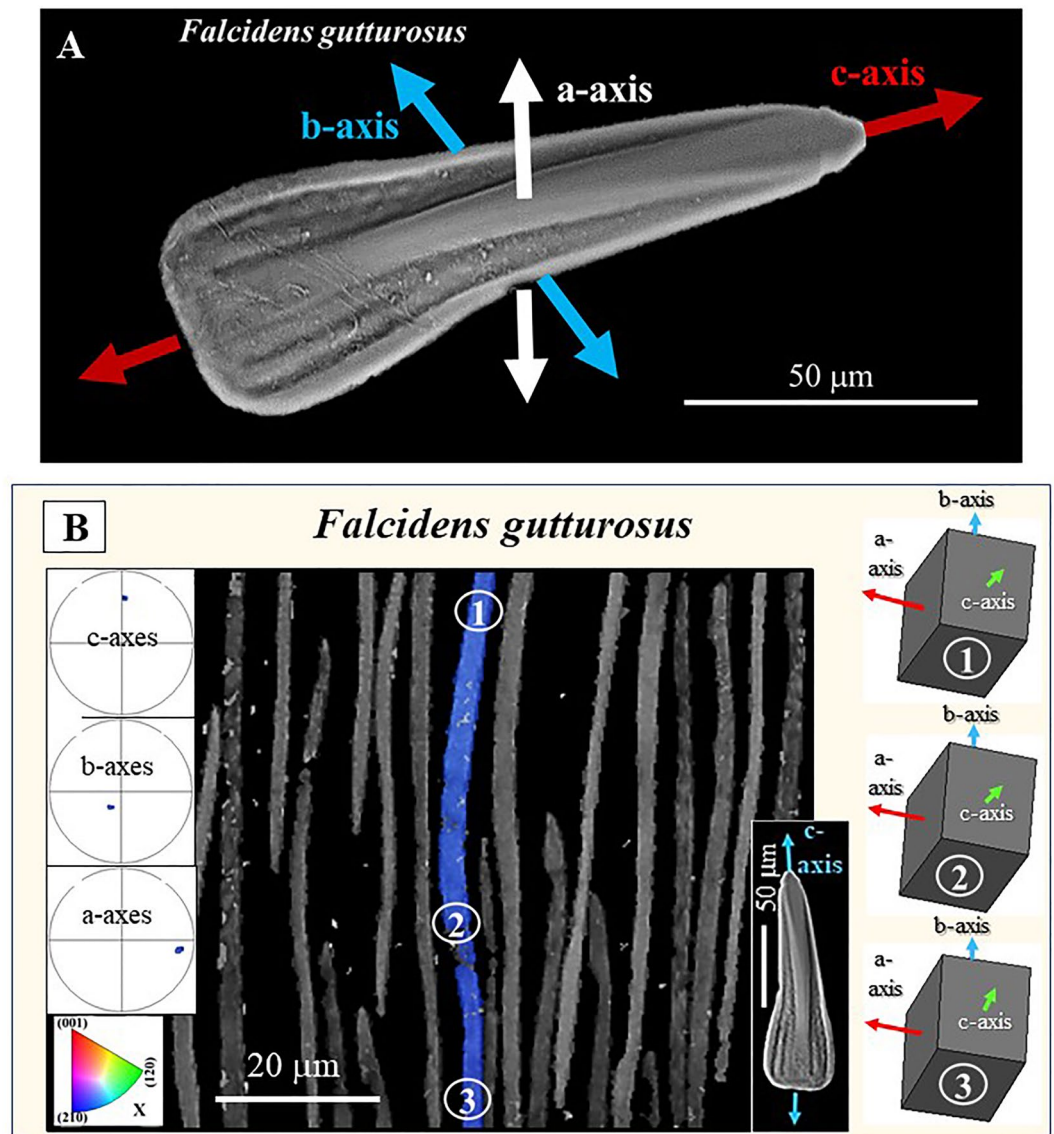 A
Falcidens gutturosus
a-axis
b-axis
c-axis
50 µm
B
Falcidens gutturosus
c-axes
b-axes
a-axes
(001)
(120)
(210)
X
20 µm
1
2
3
c-
axis
50 µm
b-axis
a-
axis
c-axis
1
b-axis
a-
axis
c-axis
2
b-axis
a-
axis
c-axis
3